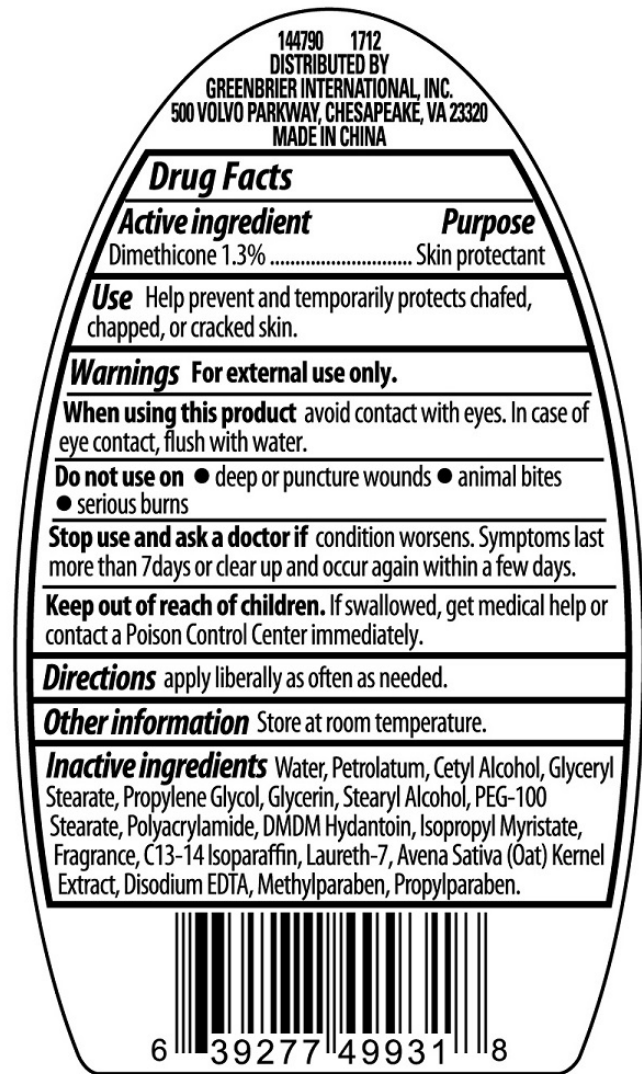 144790 1712
DISTRIBUTED BY
GREENBRIER INTERNATIONAL, INC.
500 VOLVO PARKWAY, CHESAPEAKE, VA 23320
MADE IN CHINA
Drug Facts
Active ingredient Purpose
Dimethicone 1.3% ............................ Skin protectant
Use Help prevent and temporarily protects chafed,
chapped, or cracked skin.
Warnings For external use only.
When using this product avoid contact with eyes. In case of
eye contact, flush with water.
Do not use on ● deep or puncture wounds ● animal bites
● serious burns
Stop use and ask a doctor if condition worsens. Symptoms last
more than 7days or clear up and occur again within a few days.
Keep out of reach of children. If swallowed, get medical help or
contact a Poison Control Center immediately.
Directions apply liberally as often as needed.
Other information Store at room temperature.
Inactive ingredients Water, Petrolatum, Cetyl Alcohol, Glyceryl
Stearate, Propylene Glycol, Glycerin, Stearyl Alcohol, PEG-100
Stearate, Polyacrylamide, DMDM Hydantoin, Isopropyl Myristate,
Fragrance, C13-14 Isoparaffin, Laureth-7, Avena Sativa (Oat) Kernel
Extract, Disodium EDTA, Methylparaben, Propylparaben.
6 39277 49931 8